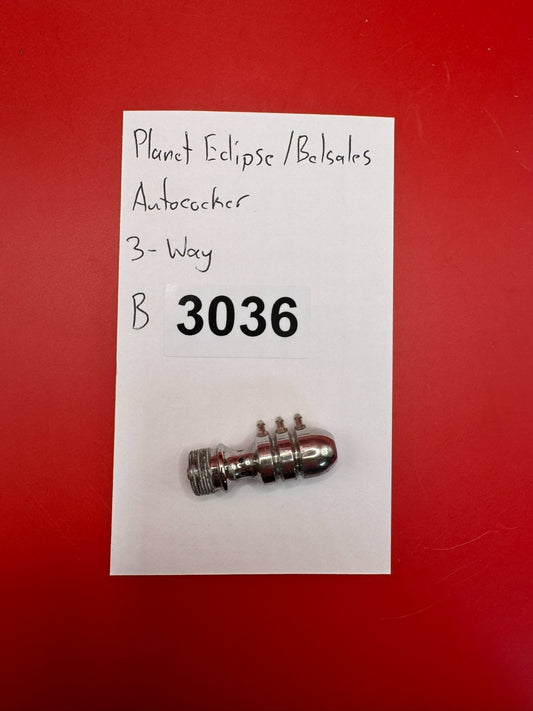 Planet Eclipse / Belsales
Autococker
3-Way
B 3036